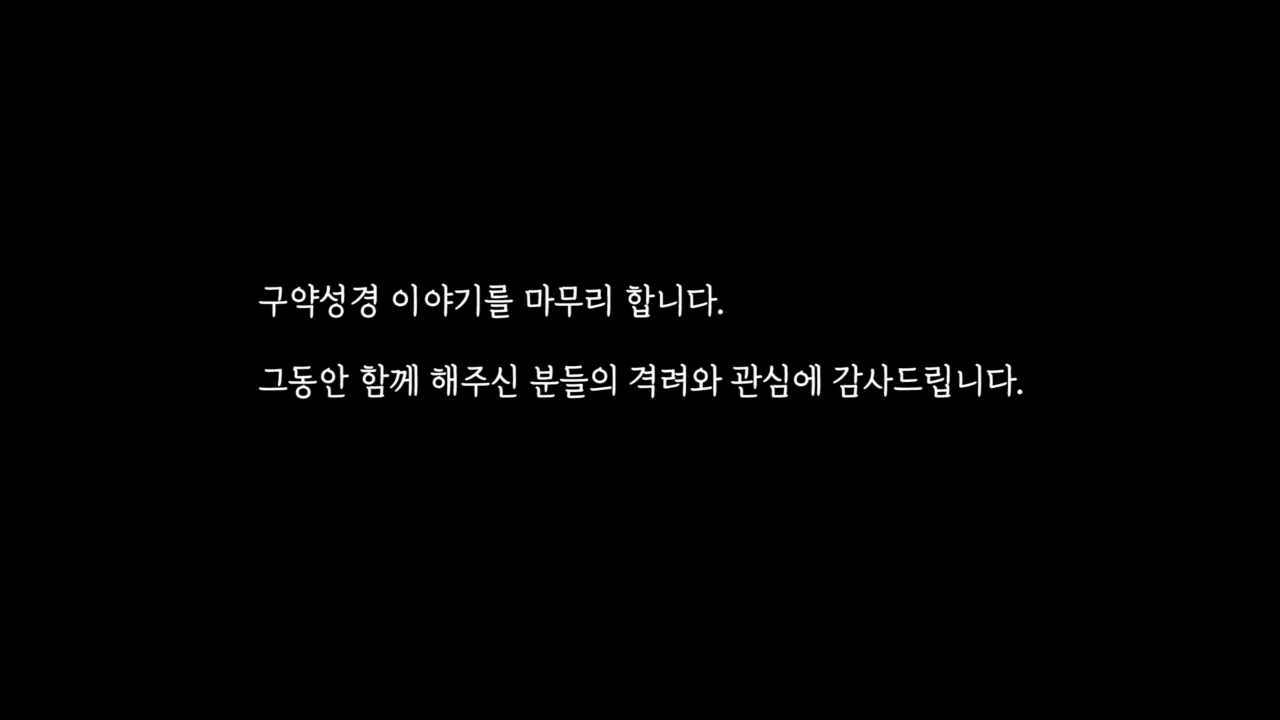 구약성경 이야기를 마무리 합니다.
그동안 함께 해주신 분들의 격려와 관심에 감사드립니다.